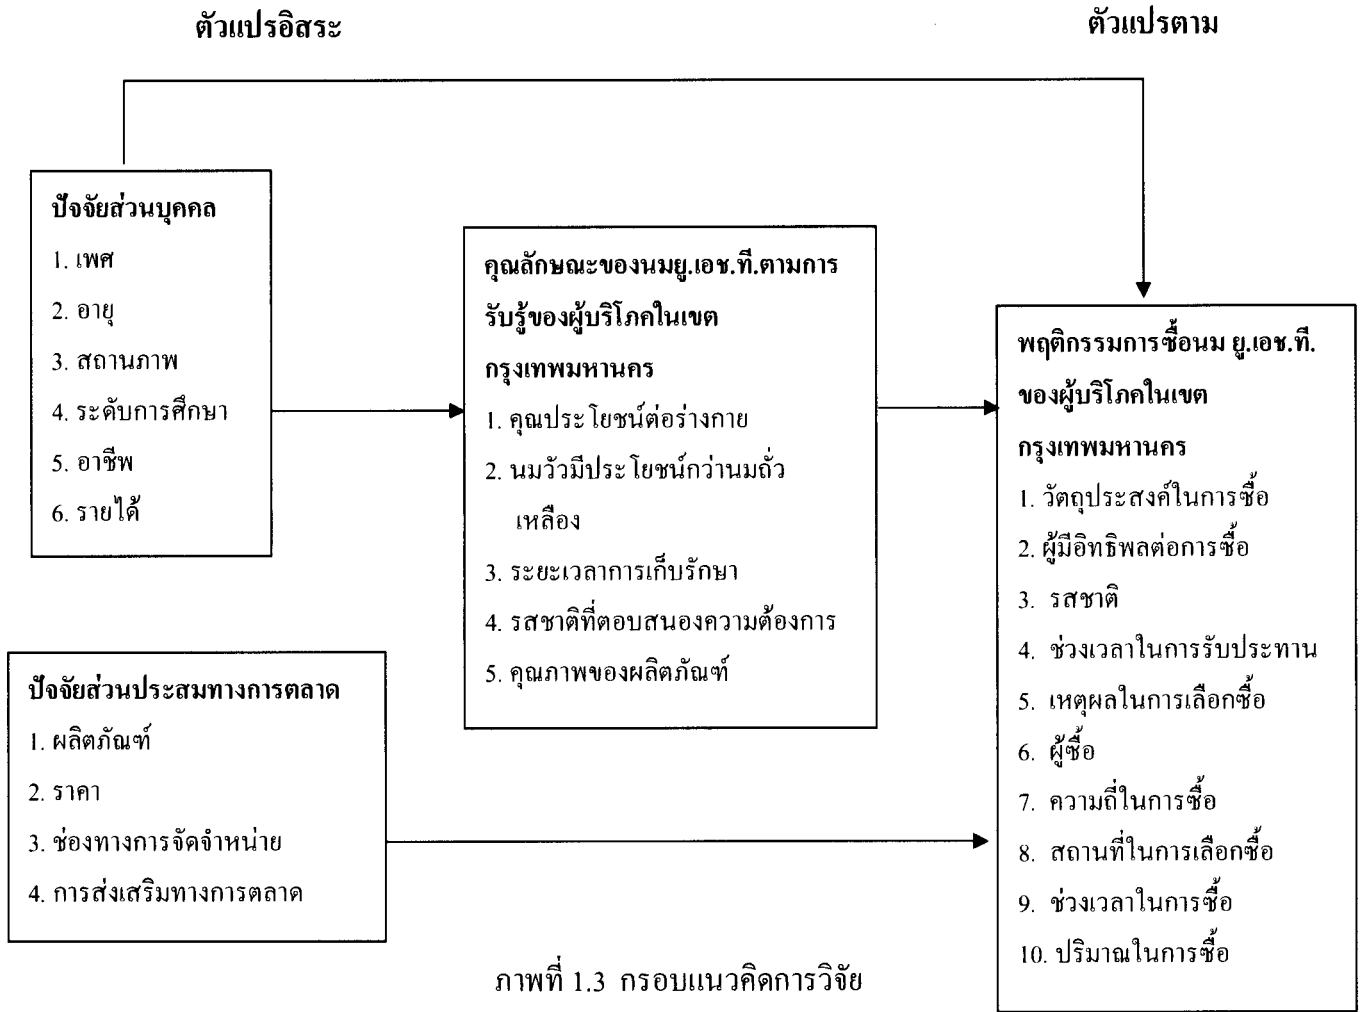 ตัวแปรอิสระ
ตัวแปรตาม
ปัจจัยส่วนบุคคล
1. เพศ
2. อายุ
3. สถานภาพ
4. ระดับการศึกษา
5. อาชีพ
6. รายได้
คุณลักษณะของนมยู.เอช.ที.ตามการ
รับรู้ของผู้บริโภคในเขต
กรุงเทพมหานคร
1. คุณประโยชน์ต่อร่างกาย
2. นมวัวมีประโยชน์กว่านมถั่ว
เหลือง
3. ระยะเวลาการเก็บรักษา
4. รสชาติที่ตอบสนองความต้องการ
5. คุณภาพของผลิตภัณฑ์
ปัจจัยส่วนประสมทางการตลาด
1. ผลิตภัณฑ์
2. ราคา
3. ช่องทางการจัดจำหน่าย
4. การส่งเสริมทางการตลาด
พฤติกรรมการซื้อนม ยู.เอช.ที.
ของผู้บริโภคในเขต
กรุงเทพมหานคร
1. วัตถุประสงค์ในการซื้อ
2. ผู้มีอิทธิพลต่อการซื้อ
3. รสชาติ
4. ช่วงเวลาในการรับประทาน
5. เหตุผลในการเลือกซื้อ
6. ผู้ซื้อ
7. ความถี่ในการซื้อ
8. สถานที่ในการเลือกซื้อ
9. ช่วงเวลาในการซื้อ
10. ปริมาณในการซื้อ
ภาพที่ 1.3 กรอบแนวคิดการวิจัย